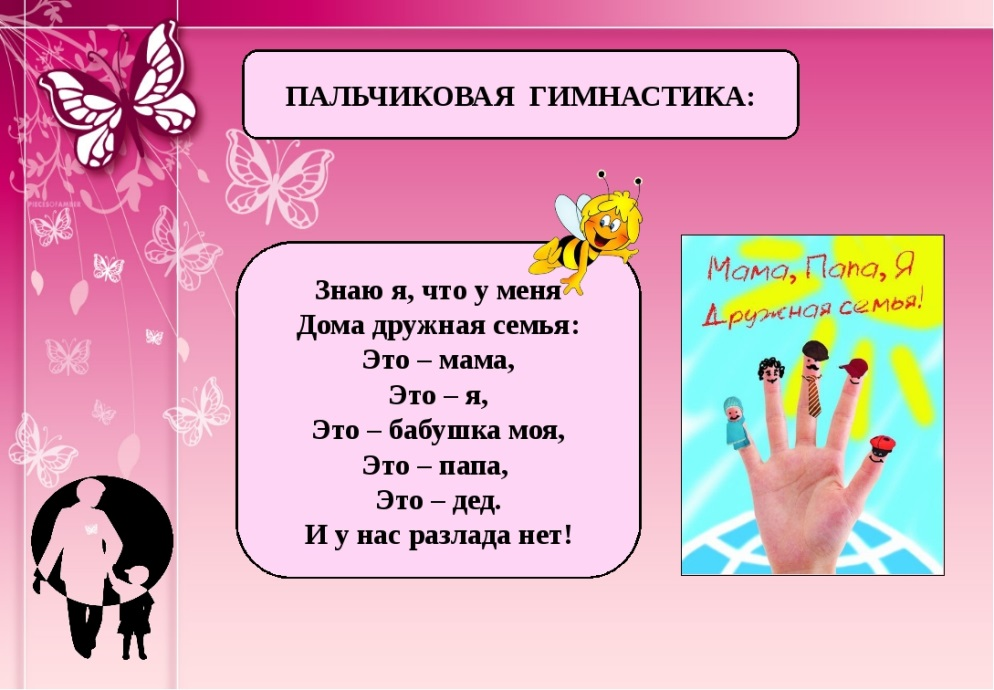 ПАЛЬЧИКОВАЯ ГИМНАСТИКА:
Знаю я, что у меня
Дома дружная семья:
Это – мама,
Это – я,
Это – бабушка моя,
Это – папа,
Это – дед.
И у нас разлада нет!
Мама, Папа, Я
Дружная семья!